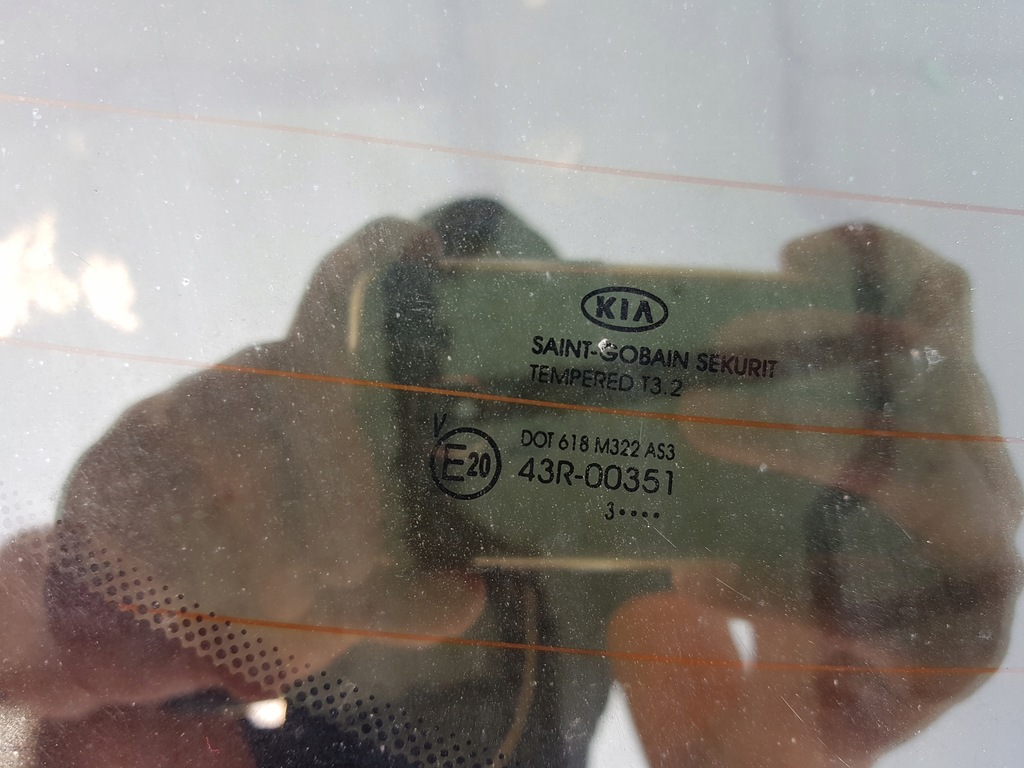 KIA
SAINT-GOBAIN SEKURIT
TEMPERED T3.2
V
E20
DOT 618 M322 AS3
43R-00351
3••••